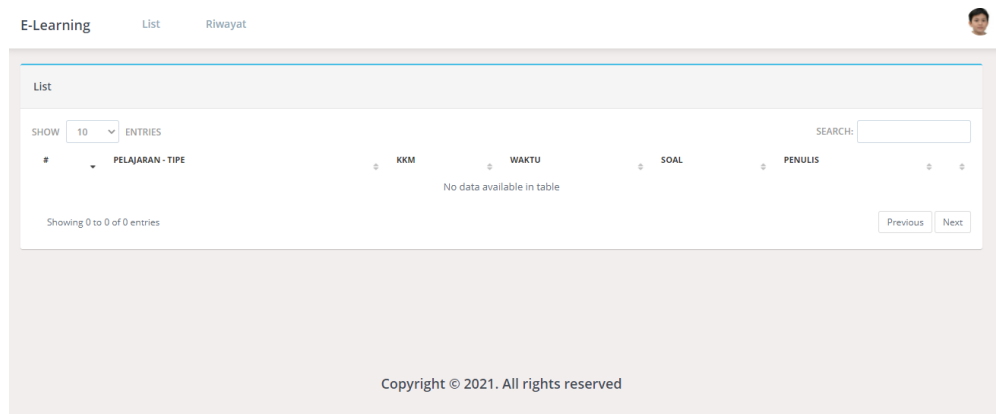 E-Learning List Riwayat
List
SHOW 10 ENTRIES SEARCH:
# PELAJARAN - TIPE KKM WAKTU SOAL PENULIS
No data available in table
Showing 0 to 0 of 0 entries Previous Next
Copyright © 2021. All rights reserved